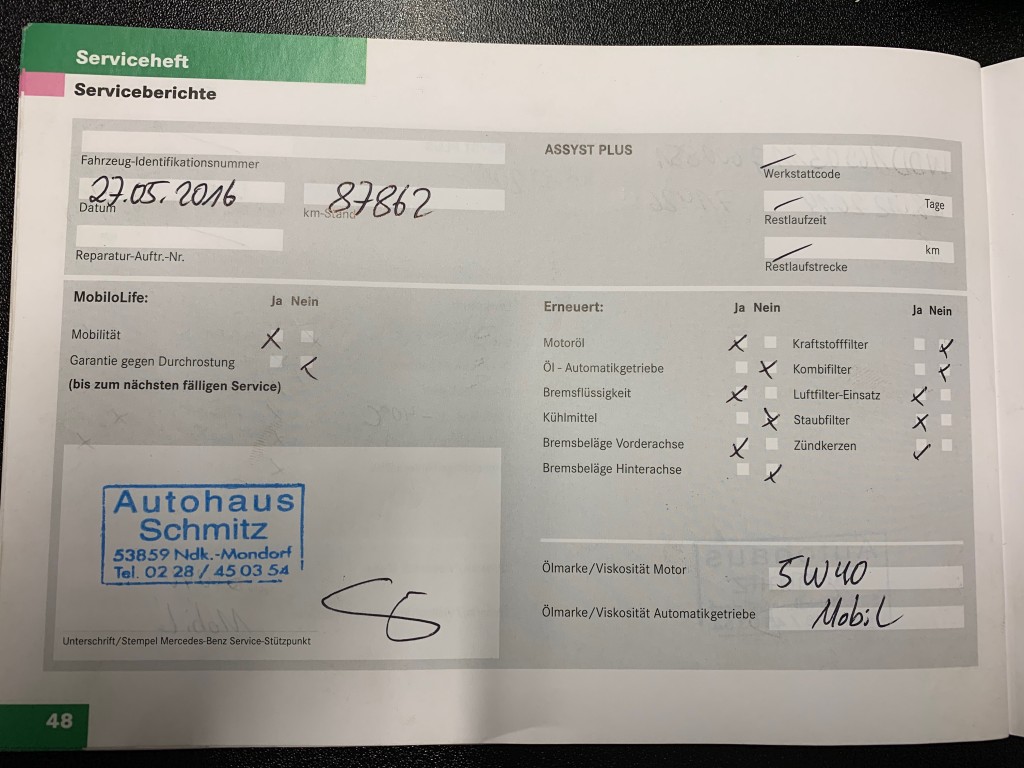 Serviceheft
Serviceberichte
Fahrzeug-Identifikationsnummer
ASSYST PLUS
Werkstattcode
27.05.2016
87862
Datum
km-Stand
Tage
Restlaufzeit
Reparatur-Auftr.-Nr.
km
Restlaufstrecke
MobiloLife:
Ja Nein
Mobilität
Garantie gegen Durchrostung
(bis zum nächsten fälligen Service)
Erneuert:
Ja Nein
Ja Nein
Motoröl
Kraftstofffilter
Öl - Automatikgetriebe
Kombifilter
Bremsflüssigkeit
Luftfilter-Einsatz
Kühlmittel
Staubfilter
Bremsbeläge Vorderachse
Zündkerzen
Bremsbeläge Hinterachse
Autohaus
Schmitz
53859 Ndk.-Mondorf
Tel. 02 28 / 45 03 54
Unterschrift/Stempel Mercedes-Benz Service-Stützpunkt
Ölmarke/Viskosität Motor
5W40
Ölmarke/Viskosität Automatikgetriebe
Mobil
48